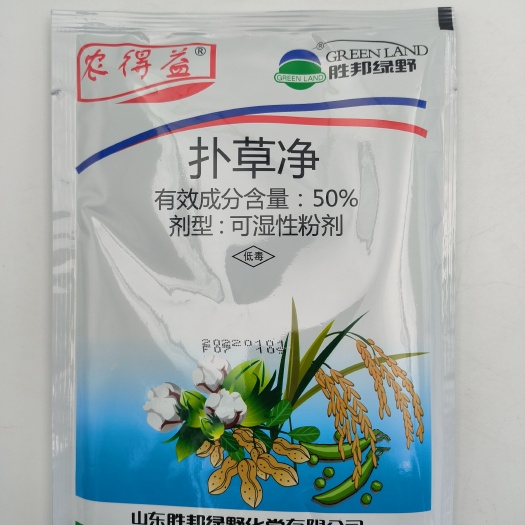 农得益®
® GREEN LAND
GREEN LAND
胜邦绿野
扑草净
有效成分含量：50%
剂型：可湿性粉剂
低毒
20220101
山东胜邦绿野化学有限公司